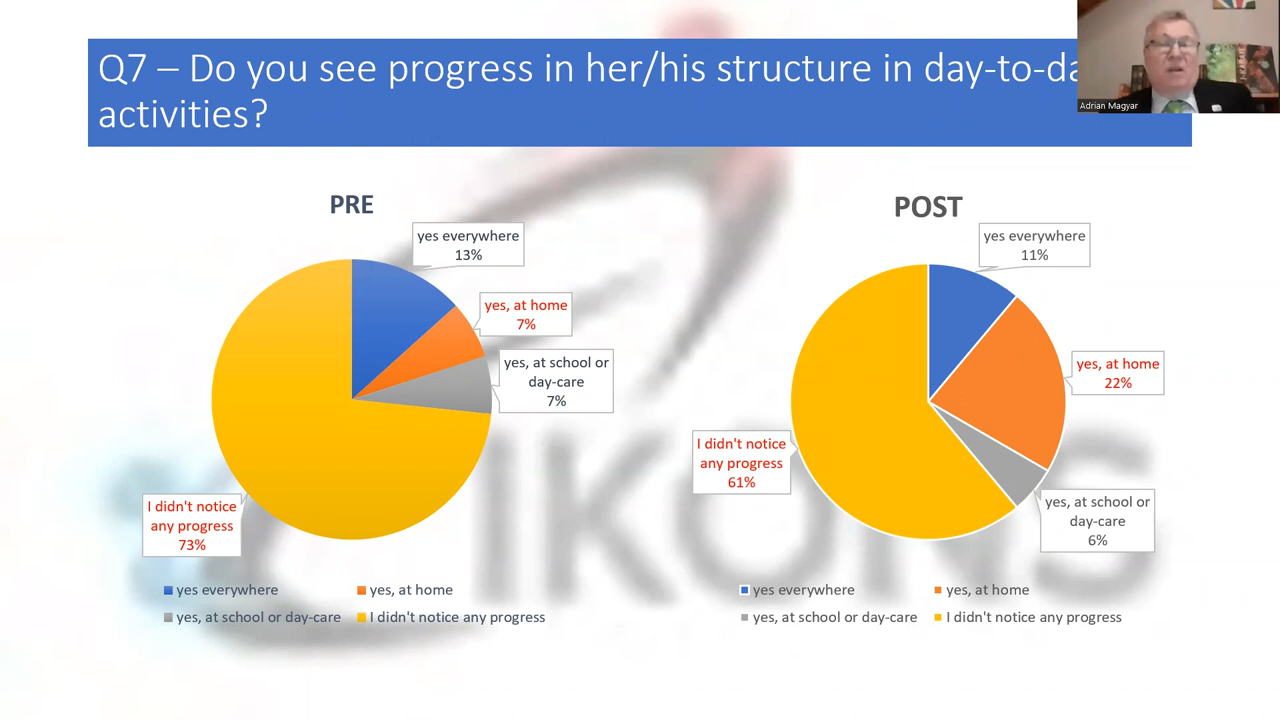 Q7 – Do you see progress in her/his structure in day-to-da
activities?
Adrian Magyar
PRE
yes everywhere
13%
yes, at home
7%
yes, at school or
day-care
7%
I didn't notice
any progress
73%
yes everywhere
yes, at home
yes, at school or day-care
I didn't notice any progress
POST
yes everywhere
11%
yes, at home
22%
I didn't notice
any progress
61%
yes, at school or
day-care
6%
yes everywhere
yes, at home
yes, at school or day-care
I didn't notice any progress
IKONS